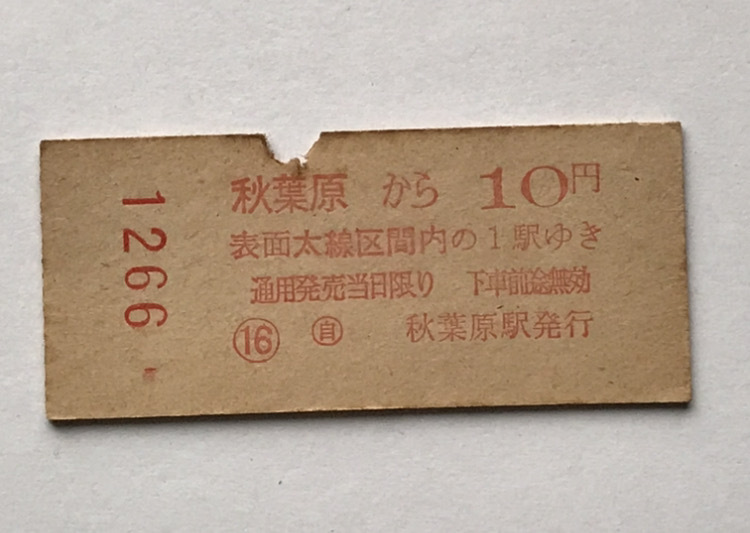 秋葉原 から 10円
表面太線区間内の1駅ゆき
通用発売当日限り 下車前途無効
⑯ ㊀自 秋葉原駅発行
1266